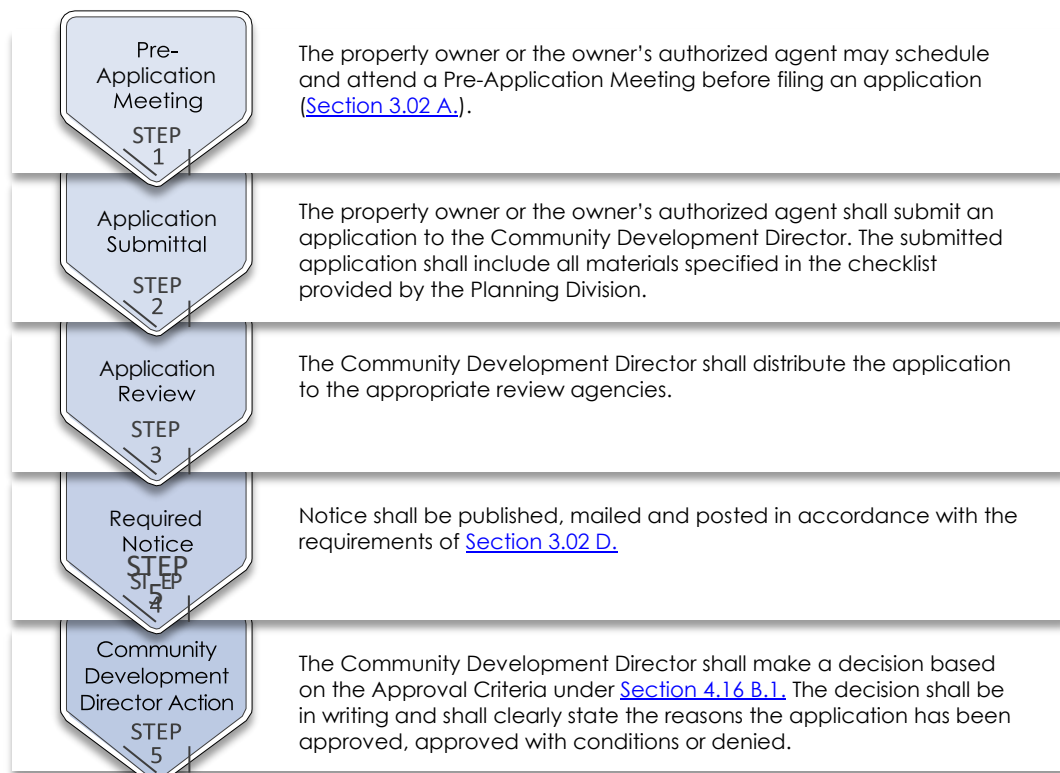 Pre-
Application
Meeting
STEP
1
The property owner or the owner’s authorized agent may schedule
and attend a Pre-Application Meeting before filing an application
(Section 3.02 A.).
Application
Submittal
STEP
2
The property owner or the owner’s authorized agent shall submit an
application to the Community Development Director. The submitted
application shall include all materials specified in the checklist
provided by the Planning Division.
Application
Review
STEP
3
The Community Development Director shall distribute the application
to the appropriate review agencies.
Required
Notice
STEP
5
STEP
4
Notice shall be published, mailed and posted in accordance with the
requirements of Section 3.02 D.
Community
Development
Director Action
STEP
5
The Community Development Director shall make a decision based
on the Approval Criteria under Section 4.16 B.1. The decision shall be
in writing and shall clearly state the reasons the application has been
approved, approved with conditions or denied.